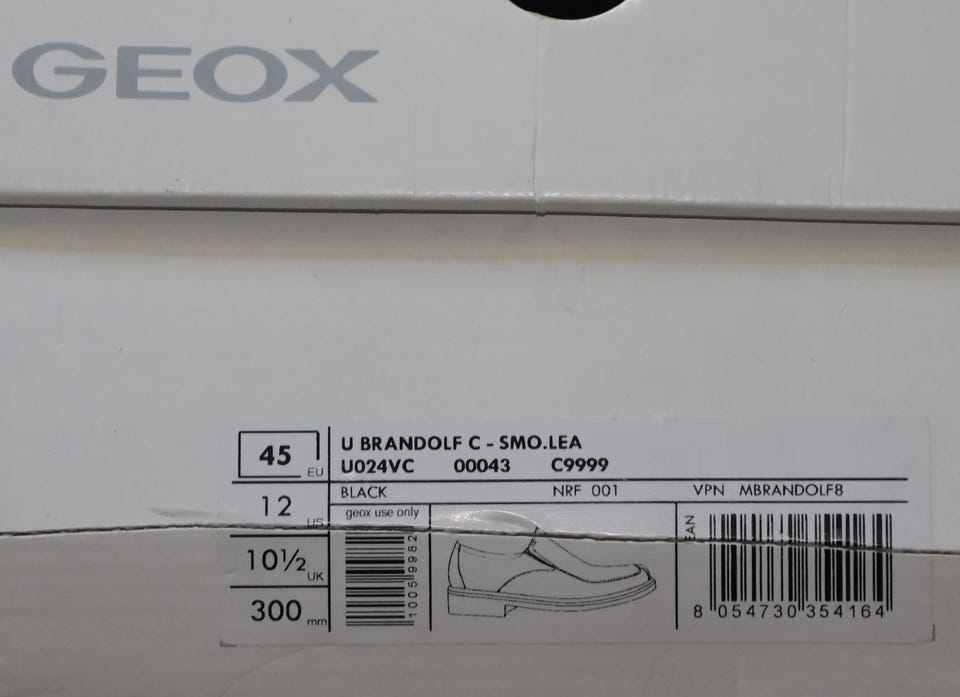 GEOX
45 EU
12 US
10½ UK
300 mm
U BRANDOLF C - SMO.LEA
U024VC 00043 C9999
BLACK NRF 001 VPN MBRANDOLF8
geox use only
10059982
EAN
8 054730 354164